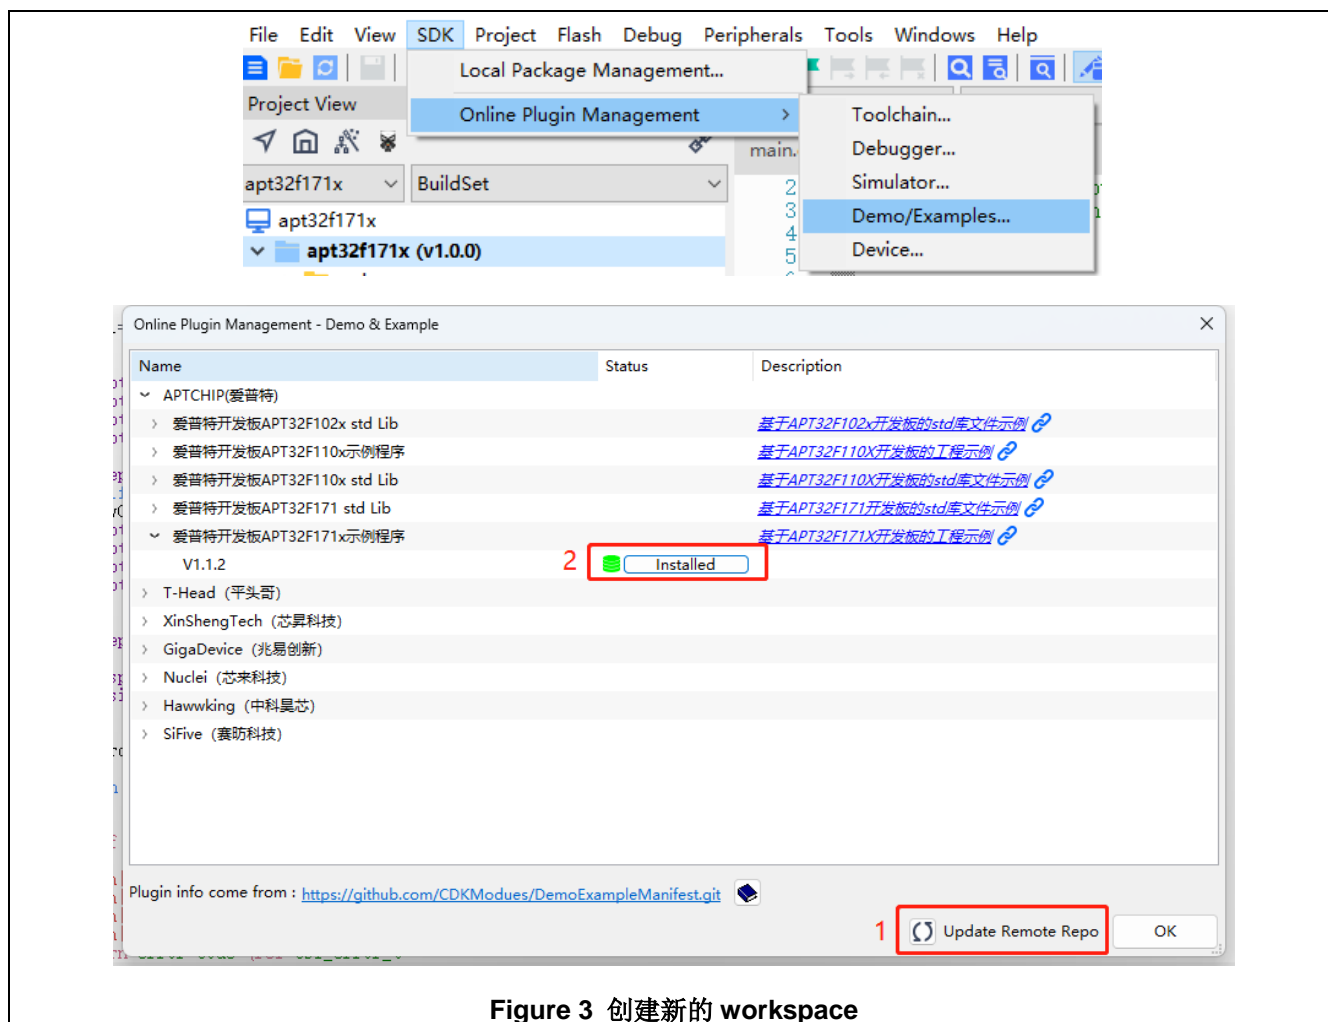 File Edit View SDK Project Flash Debug Peripherals Tools Windows Help
Local Package Management...
Project View
Online Plugin Management
Toolchain...
main.
Debugger...
apt32f171x BuildSet
2
Simulator...
apt32f171x
3
Demo/Examples...
4
apt32f171x (v1.0.0)
5
Device...
Online Plugin Management - Demo & Example
Name Status Description
APTCHIP(爱普特)
爱普特开发板APT32F102x std Lib 基于APT32F102x开发板的std库文件示例
爱普特开发板APT32F110x示例程序 基于APT32F110X开发板的工程示例
爱普特开发板APT32F110x std Lib 基于APT32F110X开发板的std库文件示例
爱普特开发板APT32F171 std Lib 基于APT32F171开发板的std库文件示例
爱普特开发板APT32F171x示例程序 基于APT32F171X开发板的工程示例
V1.1.2 2 Installed
T-Head (平头哥)
XinShengTech (芯昇科技)
GigaDevice (兆易创新)
Nuclei (芯来科技)
Hawwking (中科昊芯)
SiFive (赛昉科技)
Plugin info come from : https://github.com/CDKModues/DemoExampleManifest.git
1 Update Remote Repo OK
Figure 3 创建新的 workspace